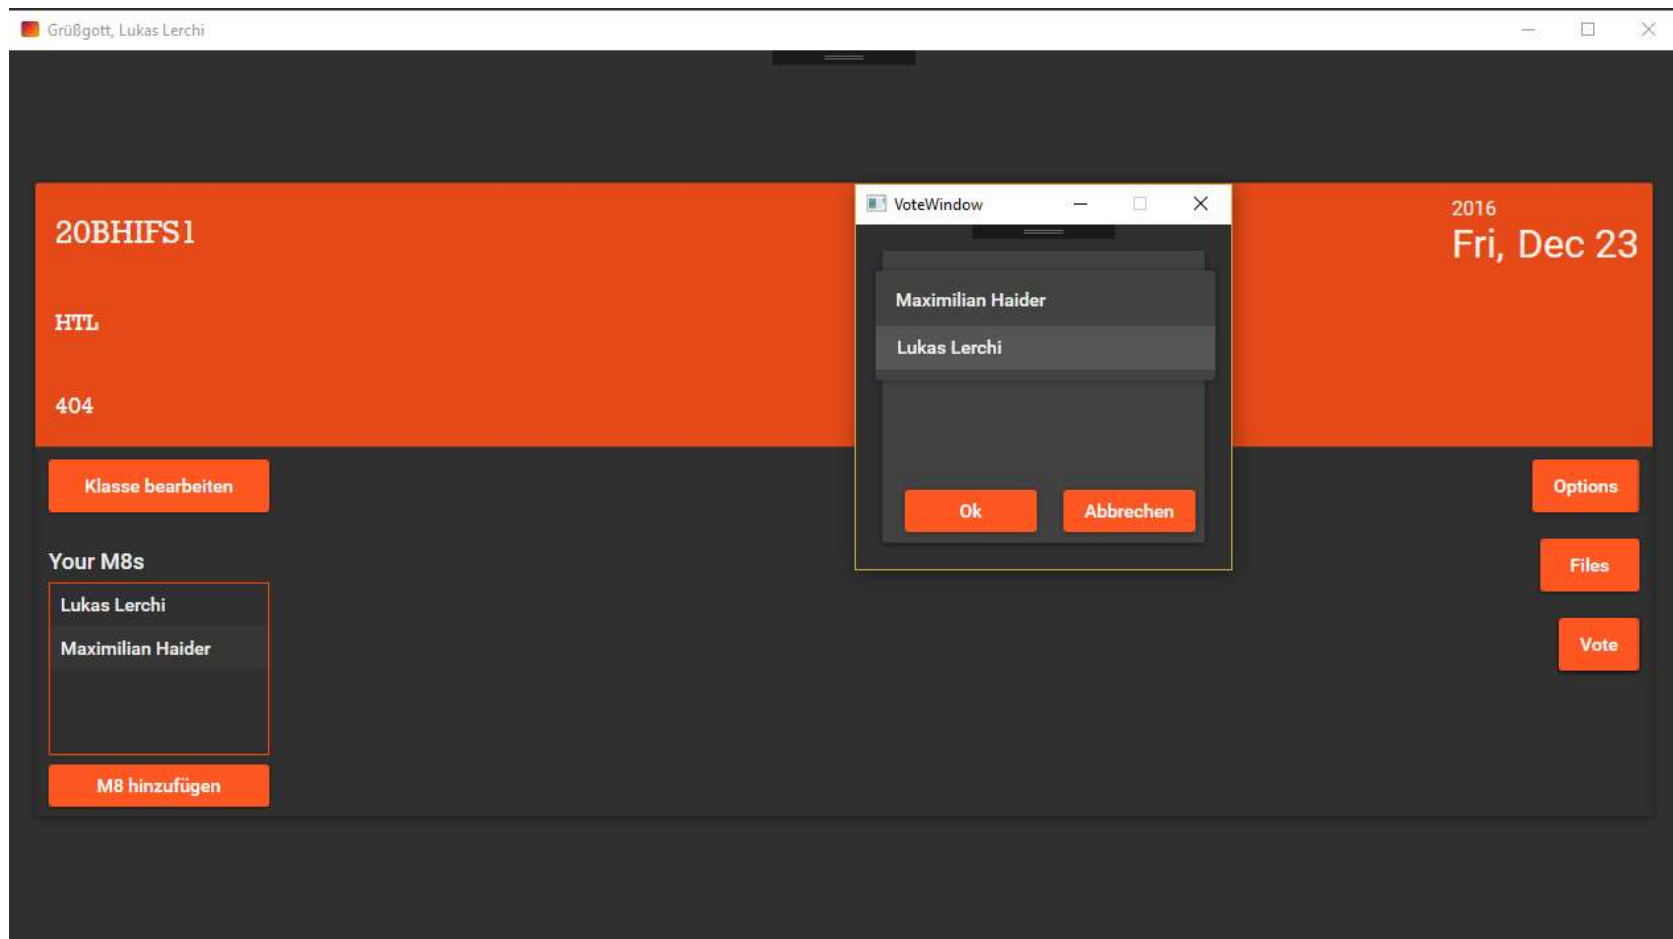 Grüßgott, Lukas Lerchi
20BHIFS1
HTL
404
2016
Fri, Dec 23
VoteWindow
Maximilian Haider
Lukas Lerchi
Ok
Abbrechen
Klasse bearbeiten
Your M8s
Lukas Lerchi
Maximilian Haider
M8 hinzufügen
Options
Files
Vote